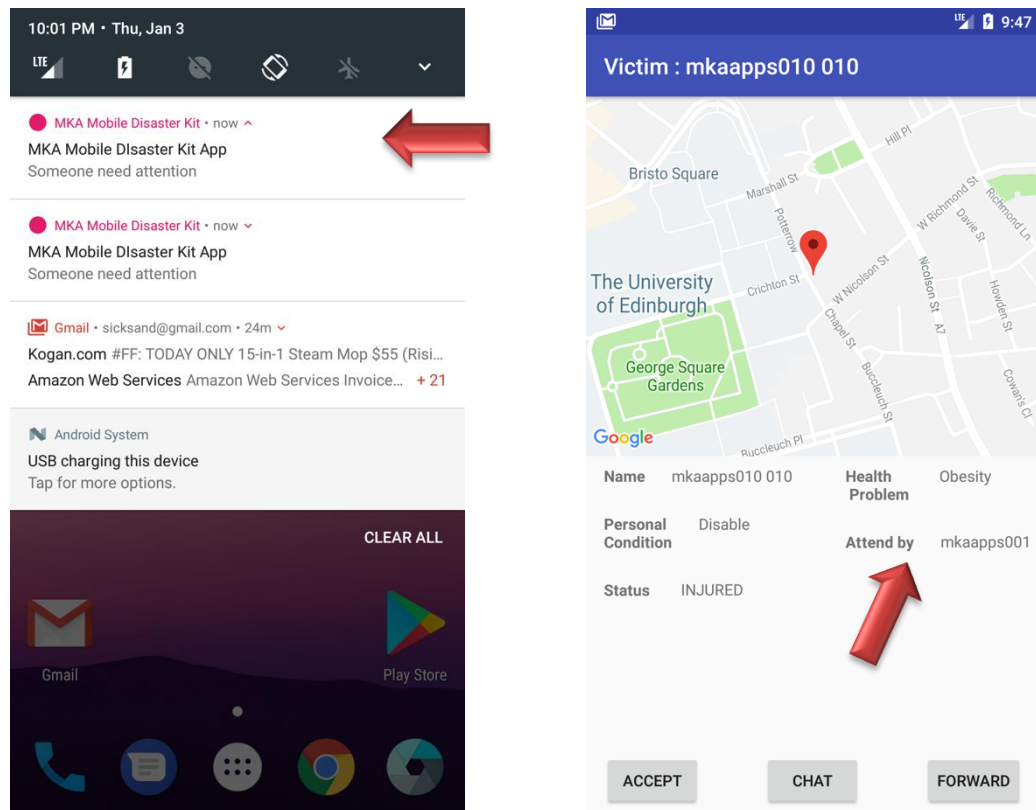 10:01 PM • Thu, Jan 3
LTE
MKA Mobile Disaster Kit • now
MKA Mobile DIsaster Kit App
Someone need attention
MKA Mobile Disaster Kit • now
MKA Mobile DIsaster Kit App
Someone need attention
Gmail • sicksand@gmail.com • 24m
Kogan.com #FF: TODAY ONLY 15-in-1 Steam Mop $55 (Risi...
Amazon Web Services Amazon Web Services Invoice... + 21
Android System
USB charging this device
Tap for more options.
CLEAR ALL
Gmail
Play Store
LTE 9:47
Victim : mkaapps010 010
Hill Pl
Bristo Square
Marshall St
Potterrow
W Richmond St
Richmond Ln
Davie St
The University
of Edinburgh
Crichton St
W Nicolson St
Nicolson St
A7
Howden St
Chapel St
George Square
Gardens
Buccleuch St
Cowan's Cl
Google
Buccleuch Pl
Name mkaapps010 010
Health
Problem
Obesity
Personal
Condition
Disable
Attend by mkaapps001
Status INJURED
ACCEPT
CHAT
FORWARD